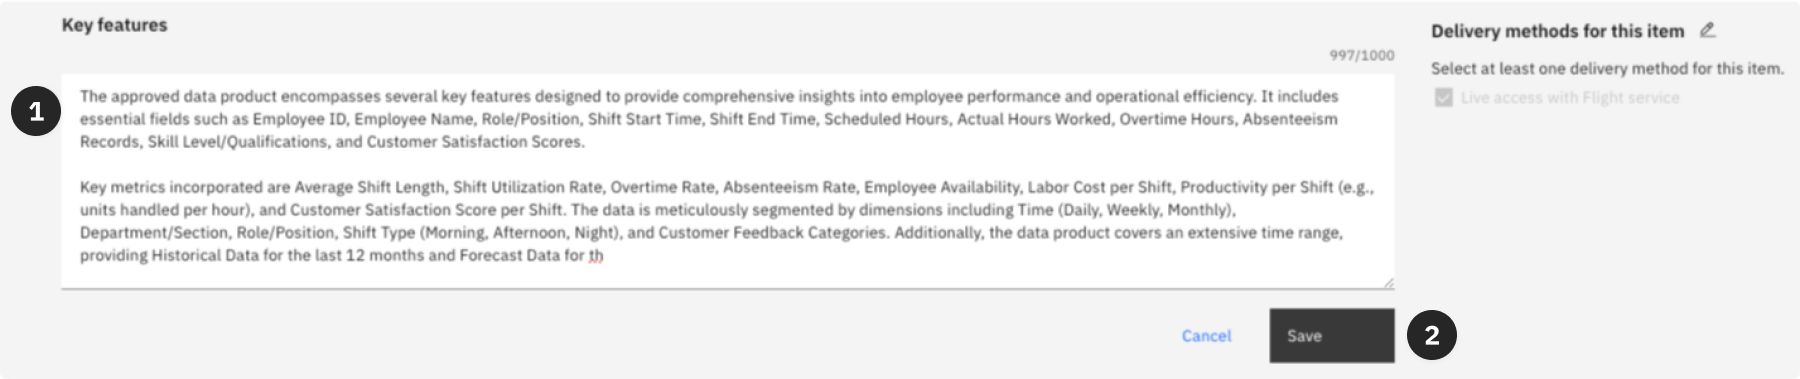 Key features
997/1000
1
The approved data product encompasses several key features designed to provide comprehensive insights into employee performance and operational efficiency. It includes
essential fields such as Employee ID, Employee Name, Role/Position, Shift Start Time, Shift End Time, Scheduled Hours, Actual Hours Worked, Overtime Hours, Absenteeism
Records, Skill Level/Qualifications, and Customer Satisfaction Scores.
Key metrics incorporated are Average Shift Length, Shift Utilization Rate, Overtime Rate, Absenteeism Rate, Employee Availability, Labor Cost per Shift, Productivity per Shift (e.g.,
units handled per hour), and Customer Satisfaction Score per Shift. The data is meticulously segmented by dimensions including Time (Daily, Weekly, Monthly),
Department/Section, Role/Position, Shift Type (Morning, Afternoon, Night), and Customer Feedback Categories. Additionally, the data product covers an extensive time range,
providing Historical Data for the last 12 months and Forecast Data for th
Cancel
Save
2
Delivery methods for this item
Select at least one delivery method for this item.
Live access with Flight service